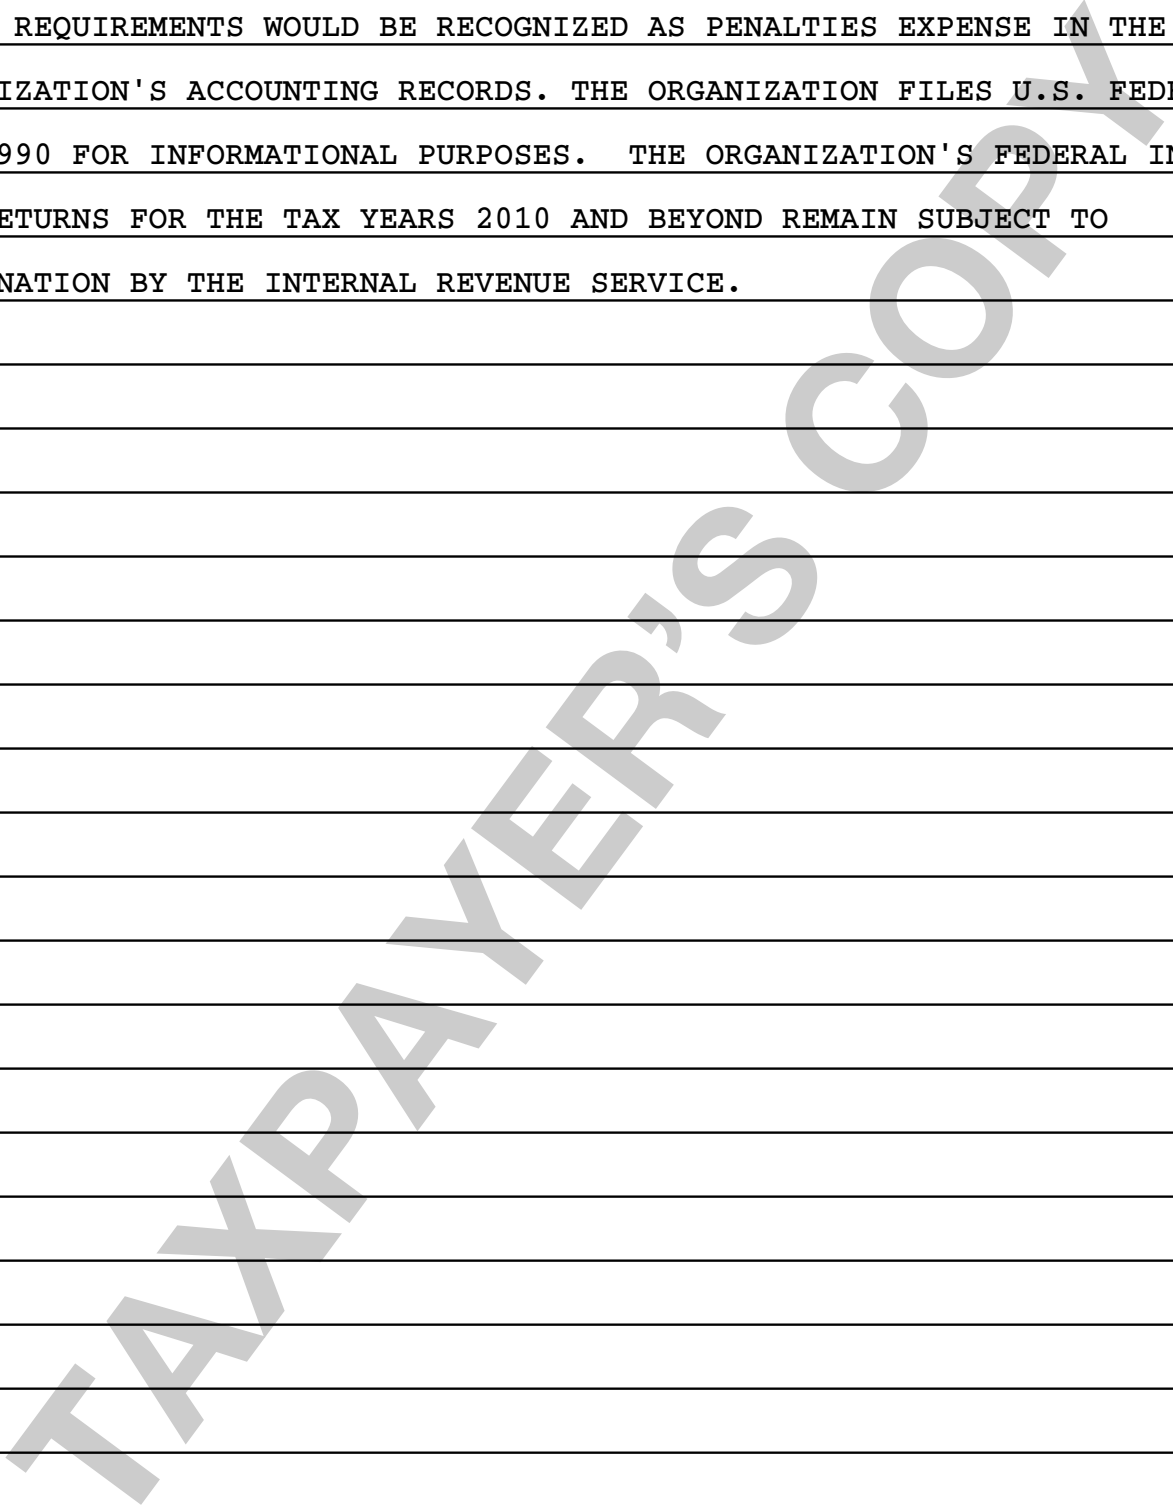 REQUIREMENTS WOULD BE RECOGNIZED AS PENALTIES EXPENSE IN THE
IZATION'S ACCOUNTING RECORDS. THE ORGANIZATION FILES U.S. FEDE
990 FOR INFORMATIONAL PURPOSES. THE ORGANIZATION'S FEDERAL IN
ETURNS FOR THE TAX YEARS 2010 AND BEYOND REMAIN SUBJECT TO
NATION BY THE INTERNAL REVENUE SERVICE.
TAXPAYER’S COPY